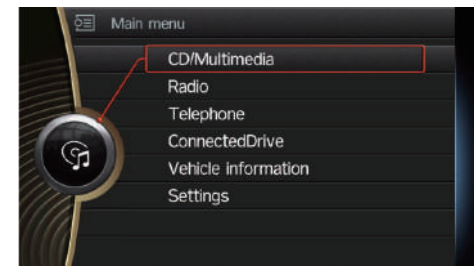 Main menu
CD/Multimedia
Radio
Telephone
ConnectedDrive
Vehicle information
Settings